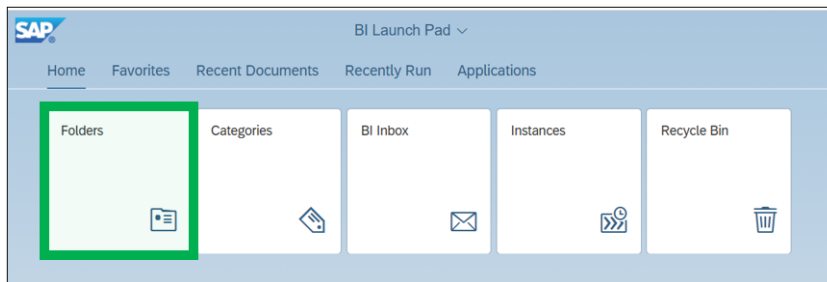 SAP
BI Launch Pad
Home Favorites Recent Documents Recently Run Applications
Folders Categories BI Inbox Instances Recycle Bin